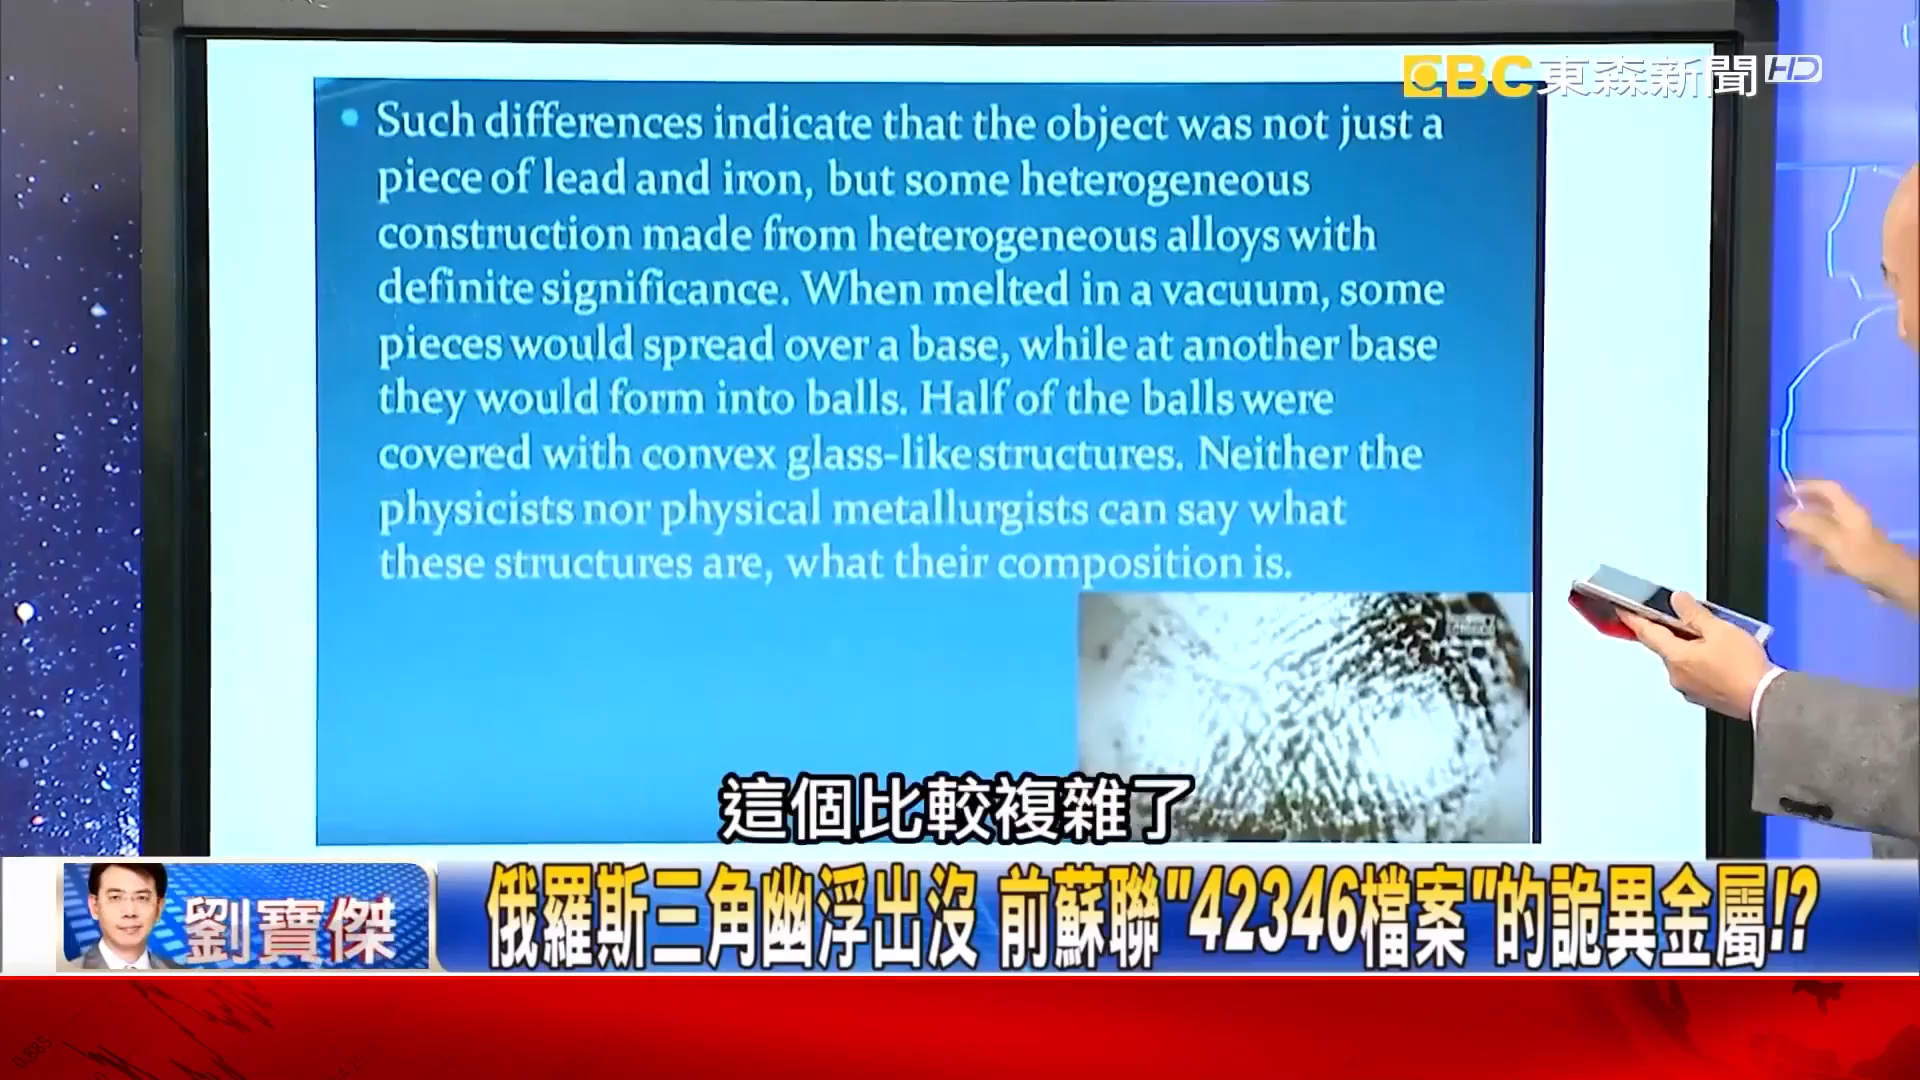 EBC東森新聞HD
Such differences indicate that the object was not just a
piece of lead and iron, but some heterogeneous
construction made from heterogeneous alloys with
definite significance. When melted in a vacuum, some
pieces would spread over a base, while at another base
they would form into balls. Half of the balls were
covered with convex glass-like structures. Neither the
physicists nor physical metallurgists can say what
these structures are, what their composition is.
這個比較複雜了
劉寶傑
俄羅斯三角幽浮出沒 前蘇聯"42346檔案"的詭異金屬!?